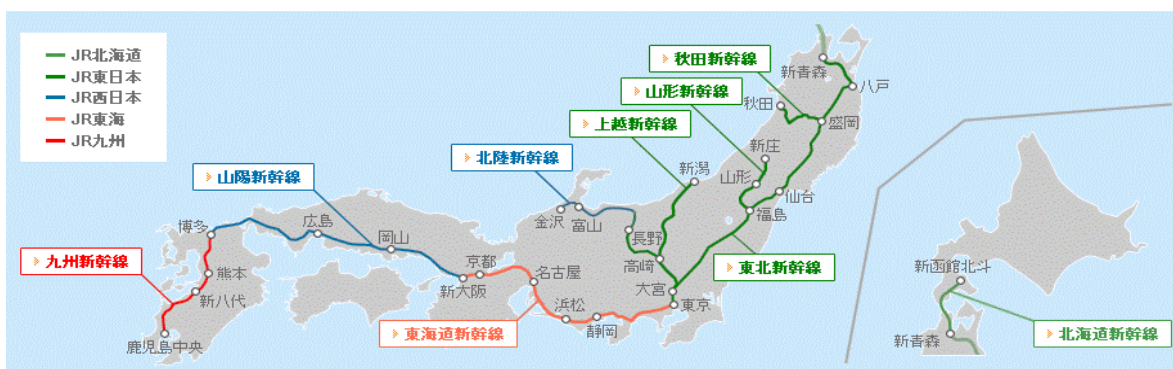 JR北海道
JR東日本
JR西日本
JR東海
JR九州
秋田新幹線
新青森
山形新幹線
八戸
秋田
上越新幹線
盛岡
新庄
北陸新幹線
新潟
山陽新幹線
山形
仙台
博多
広島
金沢
富山
福島
岡山
長野
九州新幹線
熊本
京都
名古屋
高崎
東北新幹線
新函館北斗
新八代
新大阪
大宮
浜松
東京
静岡
東海道新幹線
北海道新幹線
鹿児島中央
新青森